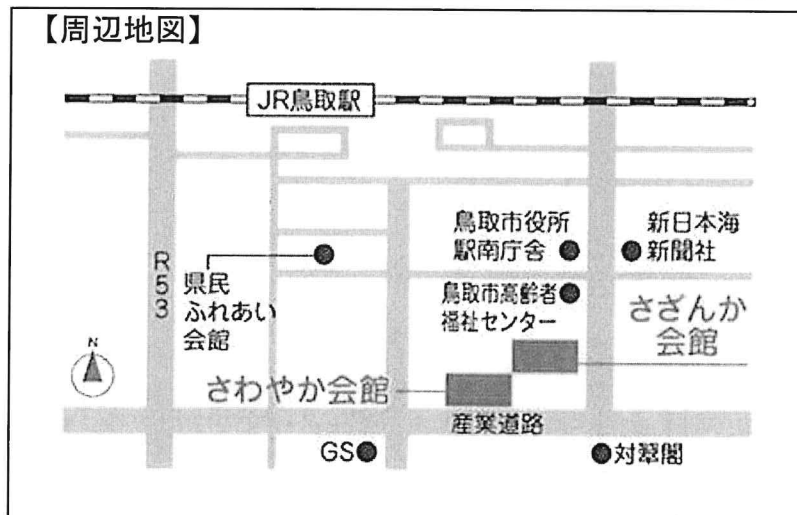 【周辺地図】
JR鳥取駅
鳥取市役所
駅南庁舎
新日本海
新聞社
R53
県民
ふれあい
会館
鳥取市高齢者
福祉センター
さざんか
会館
N
さわやか会館
産業道路
GS
対翠閣